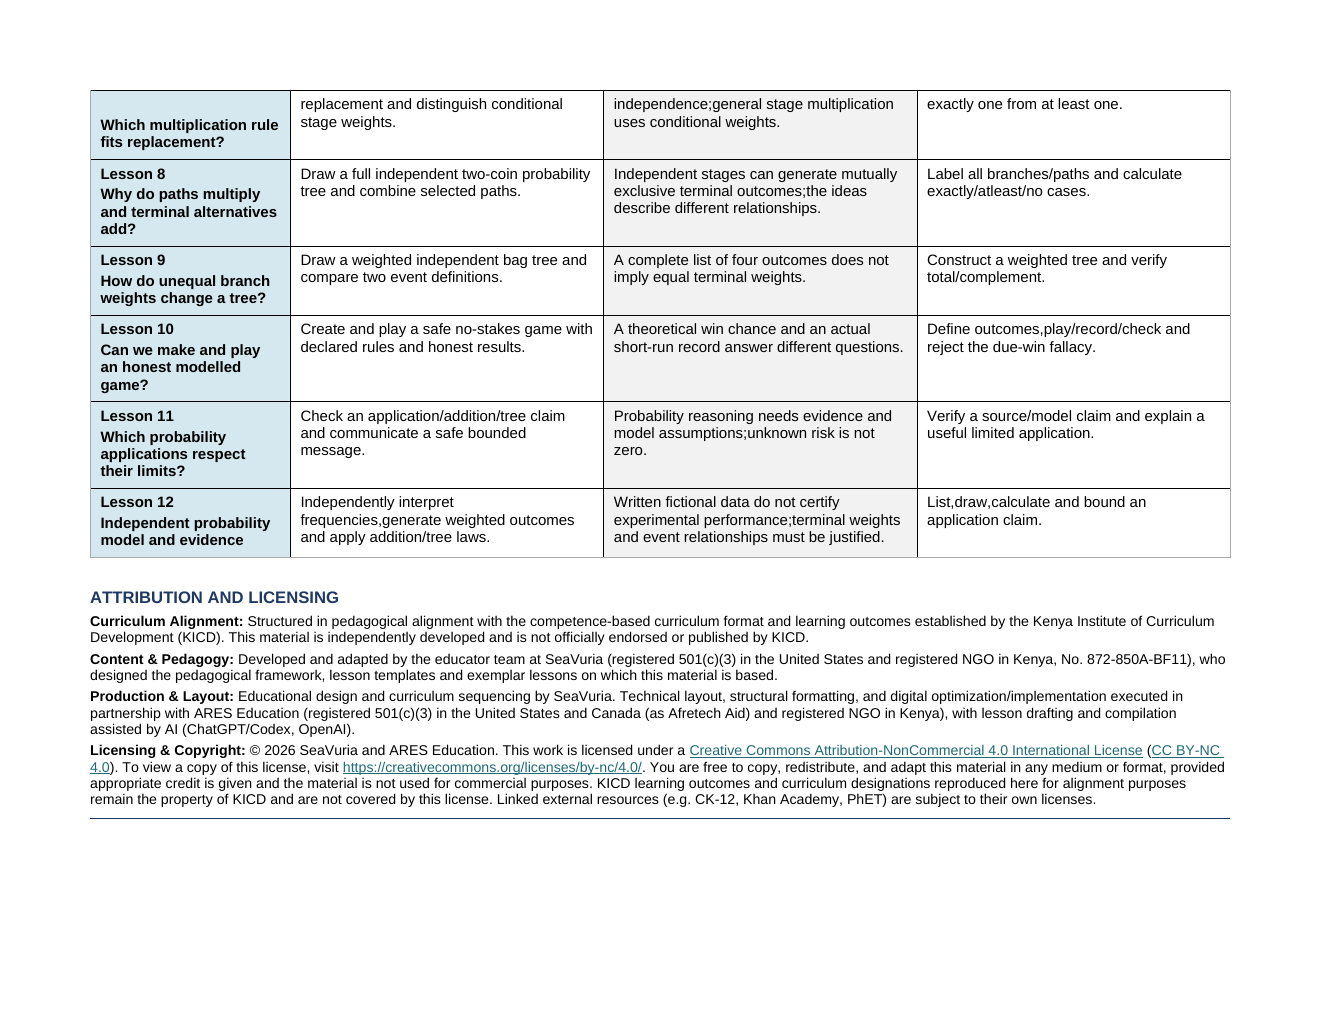 Which multiplication rule
fits replacement?
replacement and distinguish conditional
stage weights.
independence;general stage multiplication
uses conditional weights.
exactly one from at least one.
Lesson 8
Why do paths multiply
and terminal alternatives
add?
Draw a full independent two-coin probability
tree and combine selected paths.
Independent stages can generate mutually
exclusive terminal outcomes;the ideas
describe different relationships.
Label all branches/paths and calculate
exactly/atleast/no cases.
Lesson 9
How do unequal branch
weights change a tree?
Draw a weighted independent bag tree and
compare two event definitions.
A complete list of four outcomes does not
imply equal terminal weights.
Construct a weighted tree and verify
total/complement.
Lesson 10
Can we make and play
an honest modelled
game?
Create and play a safe no-stakes game with
declared rules and honest results.
A theoretical win chance and an actual
short-run record answer different questions.
Define outcomes,play/record/check and
reject the due-win fallacy.
Lesson 11
Which probability
applications respect
their limits?
Check an application/addition/tree claim
and communicate a safe bounded
message.
Probability reasoning needs evidence and
model assumptions;unknown risk is not
zero.
Verify a source/model claim and explain a
useful limited application.
Lesson 12
Independent probability
model and evidence
Independently interpret
frequencies,generate weighted outcomes
and apply addition/tree laws.
Written fictional data do not certify
experimental performance;terminal weights
and event relationships must be justified.
List,draw,calculate and bound an
application claim.
ATTRIBUTION AND LICENSING
Curriculum Alignment: Structured in pedagogical alignment with the competence-based curriculum format and learning outcomes established by the Kenya Institute of Curriculum
Development (KICD). This material is independently developed and is not officially endorsed or published by KICD.
Content & Pedagogy: Developed and adapted by the educator team at SeaVuria (registered 501(c)(3) in the United States and registered NGO in Kenya, No. 872-850A-BF11), who
designed the pedagogical framework, lesson templates and exemplar lessons on which this material is based.
Production & Layout: Educational design and curriculum sequencing by SeaVuria. Technical layout, structural formatting, and digital optimization/implementation executed in
partnership with ARES Education (registered 501(c)(3) in the United States and Canada (as Afretech Aid) and registered NGO in Kenya), with lesson drafting and compilation
assisted by AI (ChatGPT/Codex, OpenAI).
Licensing & Copyright: © 2026 SeaVuria and ARES Education. This work is licensed under a Creative Commons Attribution-NonCommercial 4.0 International License (CC BY-NC
4.0). To view a copy of this license, visit https://creativecommons.org/licenses/by-nc/4.0/. You are free to copy, redistribute, and adapt this material in any medium or format, provided
appropriate credit is given and the material is not used for commercial purposes. KICD learning outcomes and curriculum designations reproduced here for alignment purposes
remain the property of KICD and are not covered by this license. Linked external resources (e.g. CK-12, Khan Academy, PhET) are subject to their own licenses.